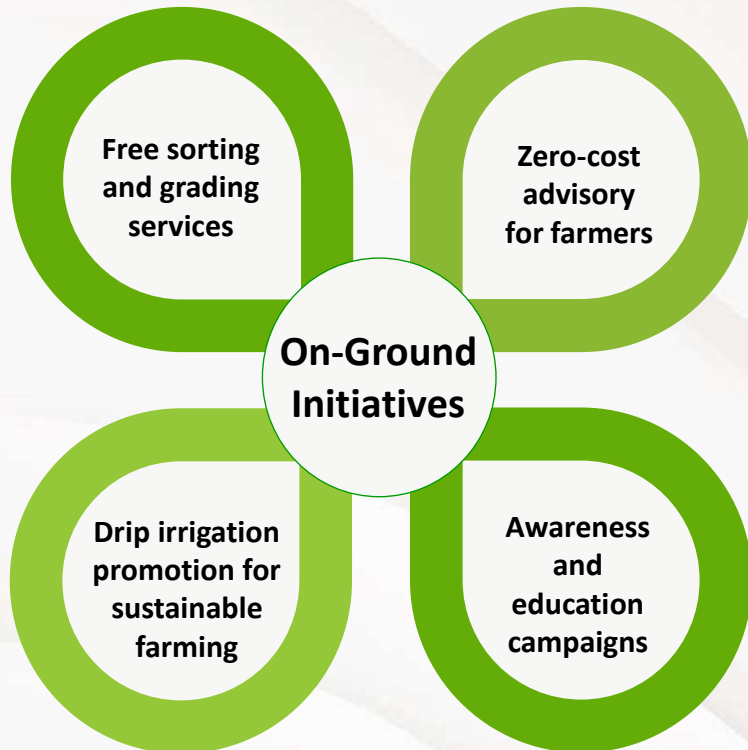 Free sorting
and grading
services
Zero-cost
advisory
for farmers
On-Ground
Initiatives
Drip irrigation
promotion for
sustainable
farming
Awareness
and
education
campaigns